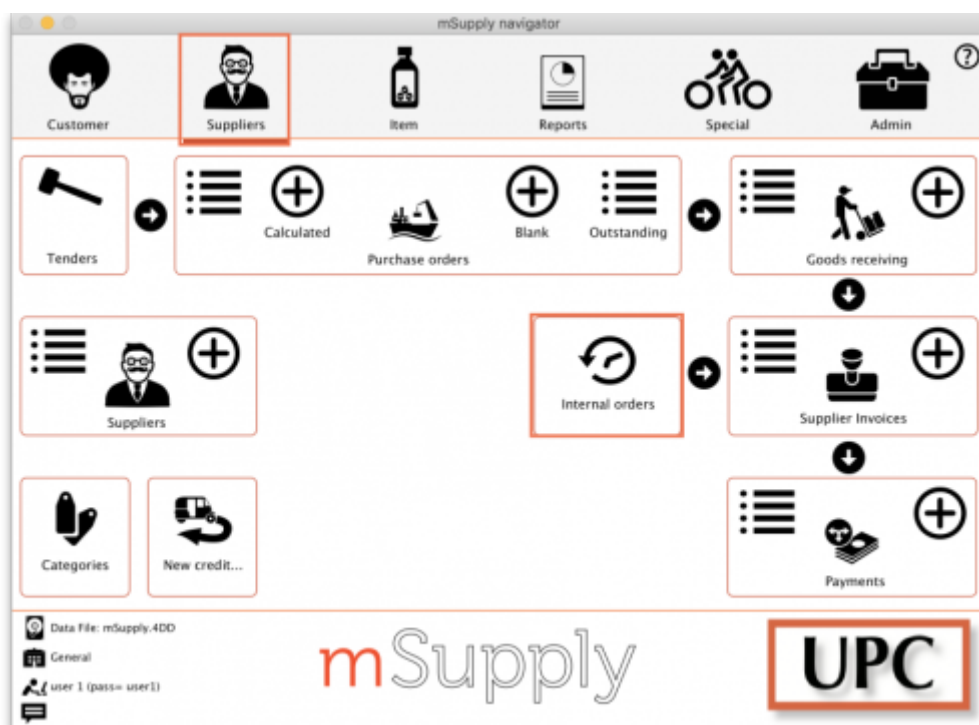 mSupply navigator
?
Customer
Suppliers
Item
Reports
Special
Admin
Tenders
Calculated
Blank
Outstanding
Purchase orders
Goods receiving
Suppliers
Internal orders
Supplier Invoices
Categories
New credit...
Payments
Data File: mSupply.4DD
General
user 1 (pass= user1)
mSupply
UPC